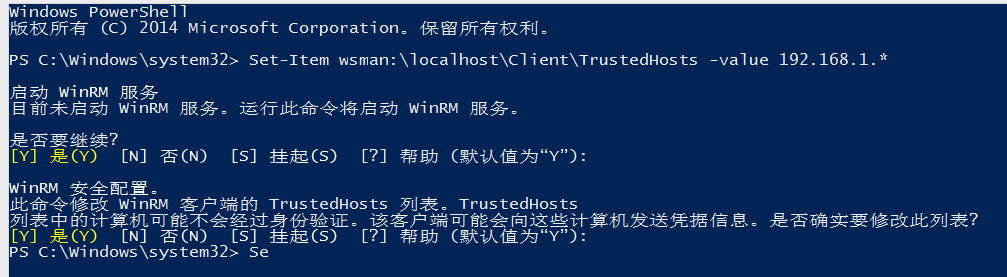 Windows PowerShell
版权所有 (C) 2014 Microsoft Corporation。保留所有权利。
PS C:\Windows\system32> Set-Item wsman:\localhost\Client\TrustedHosts -value 192.168.1.*
启动 WinRM 服务
目前未启动 WinRM 服务。运行此命令将启动 WinRM 服务。
是否要继续?
[Y] 是(Y)  [N] 否(N)  [S] 挂起(S)  [?] 帮助 (默认值为“Y”):
WinRM 安全配置。
此命令修改 WinRM 客户端的 TrustedHosts 列表。TrustedHosts
列表中的计算机可能不会经过身份验证。该客户端可能会向这些计算机发送凭据信息。是否确实要修改此列表?
[Y] 是(Y)  [N] 否(N)  [S] 挂起(S)  [?] 帮助 (默认值为“Y”):
PS C:\Windows\system32> Se